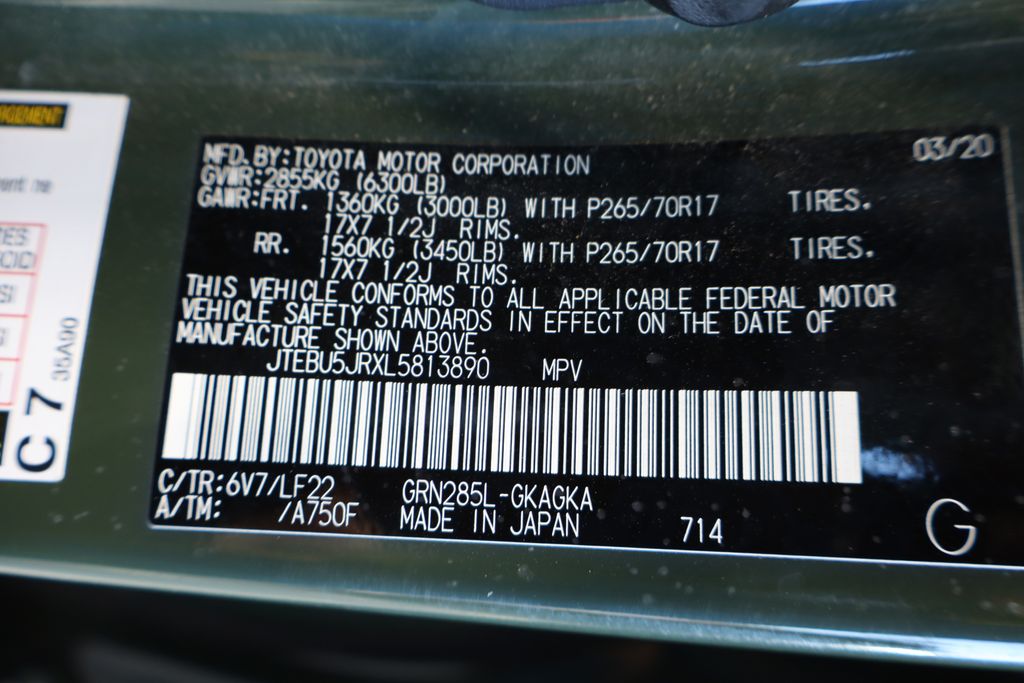 MFD.BY:TOYOTA MOTOR CORPORATION 03/20
GVWR:2855KG (6300LB)
GAWR:FRT. 1360KG (3000LB) WITH P265/70R17 TIRES.
17X7 1/2J RIMS.
RR. 1560KG (3450LB) WITH P265/70R17 TIRES.
17X7 1/2J RIMS.
THIS VEHICLE CONFORMS TO ALL APPLICABLE FEDERAL MOTOR
VEHICLE SAFETY STANDARDS IN EFFECT ON THE DATE OF
MANUFACTURE SHOWN ABOVE.
JTEBU5JRXL5813890 MPV
C/TR:6V7/LF22 GRN285L-GKAGKA
A/TM: /A750F MADE IN JAPAN 714
G
C7
35A90